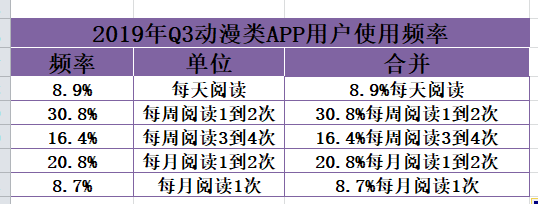 2019年Q3动漫类APP用户使用频率
频率 单位 合并
8.9% 每天阅读 8.9%每天阅读
30.8% 每周阅读1到2次 30.8%每周阅读1到2次
16.4% 每周阅读3到4次 16.4%每周阅读3到4次
20.8% 每月阅读1到2次 20.8%每月阅读1到2次
8.7% 每月阅读1次 8.7%每月阅读1次